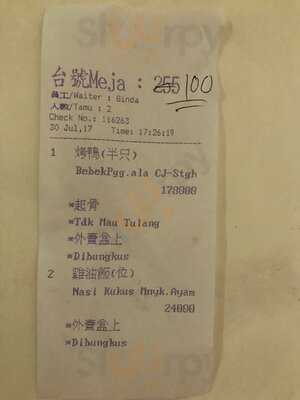 台號Meja : 255 100
員工/Waiter : Ginda
人數/Tamu : 2
Check No.: 116263
30 Jul,17 Time: 17:26:19
1 烤鴨(半只)
BebekPgg.ala CJ-Stgh
178000
*起骨
*Tdk Mau Tulang
*外賣盒上
*Dibungkus
2 雞油飯(位)
Nasi Kukus Mnyk.Ayam
24000
*外賣盒上
*Dibungkus